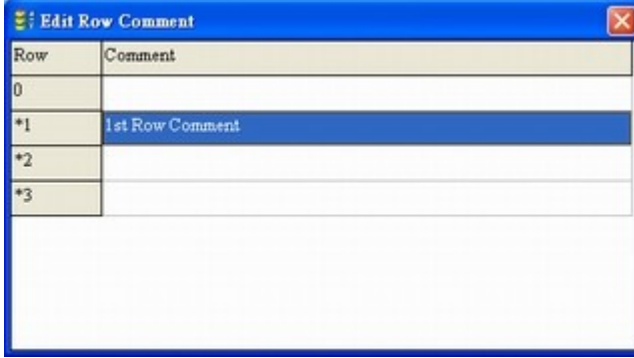 Edit Row Comment
Row Comment
0
*1 1st Row Comment
*2
*3